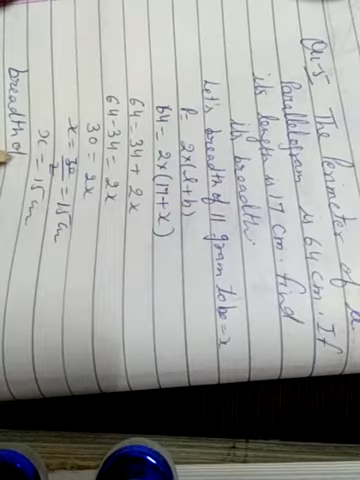 Qu-5 The Perimeter of a
Parallelogram is 64 cm. If
its length is 17 cm. find
its breadth.
Let's breadth of 11 gram to be = x
P = 2x(l+b)
64 = 2x(17+x)
64 = 34 + 2x
64-34 = 2x
30 = 2x
x = 30/2 = 15 cm
x = 15 cm
breadth of